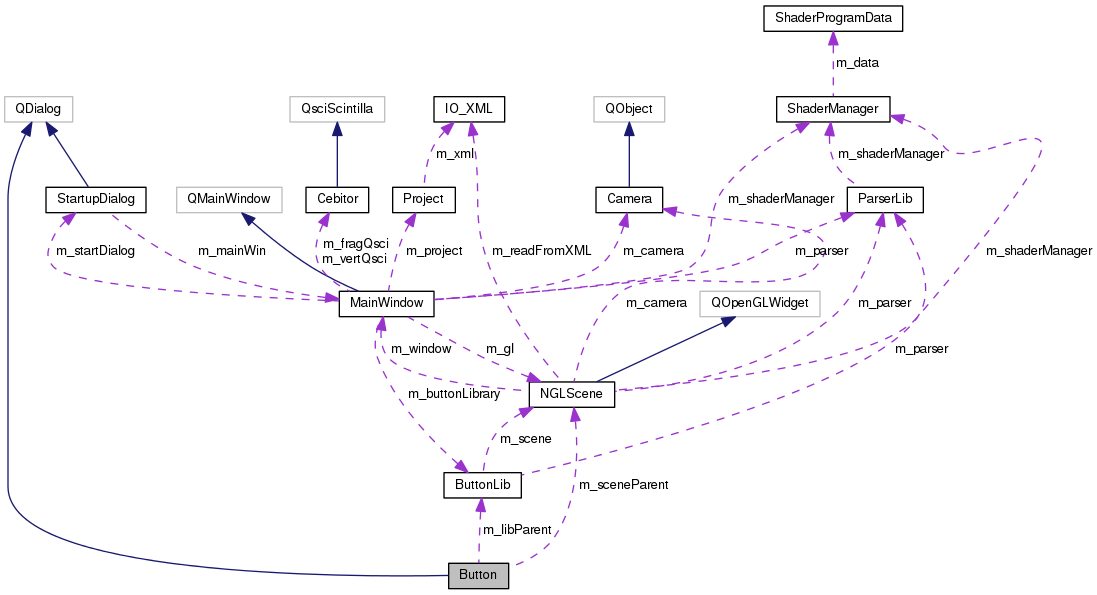 ShaderProgramData
m_data
QDialog
QsciScintilla
IO_XML
QObject
ShaderManager
m_xml
m_shaderManager
StartupDialog
QMainWindow
Cebitor
Project
Camera
m_shaderManager
ParserLib
m_startDialog
m_mainWin
m_fragQsci
m_vertQsci
m_project
m_readFromXML
m_camera
m_parser
m_shaderManager
MainWindow
m_camera
QOpenGLWidget
m_parser
m_window
m_gl
m_parser
m_buttonLibrary
NGLScene
m_scene
ButtonLib
m_sceneParent
m_libParent
Button